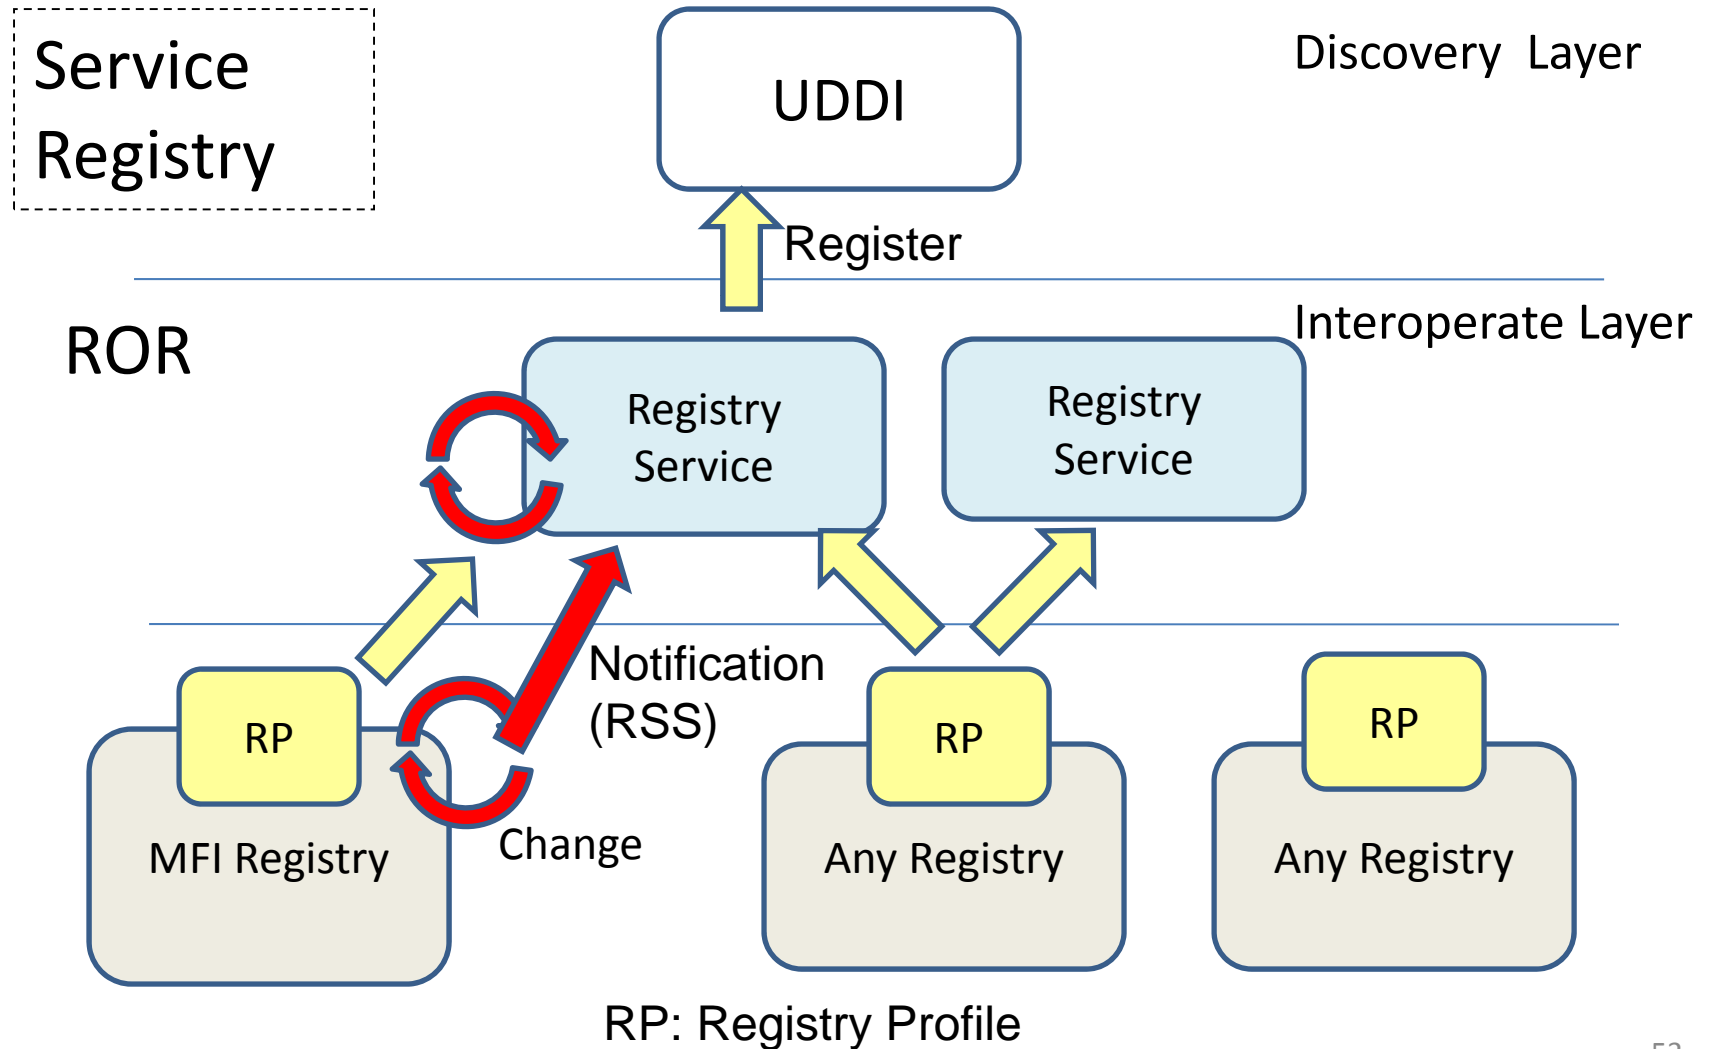 Service
Registry
UDDI
Discovery Layer
Register
ROR
Interoperate Layer
Registry
Service
Registry
Service
Notification
(RSS)
RP
RP
RP
Change
MFI Registry
Any Registry
Any Registry
RP: Registry Profile